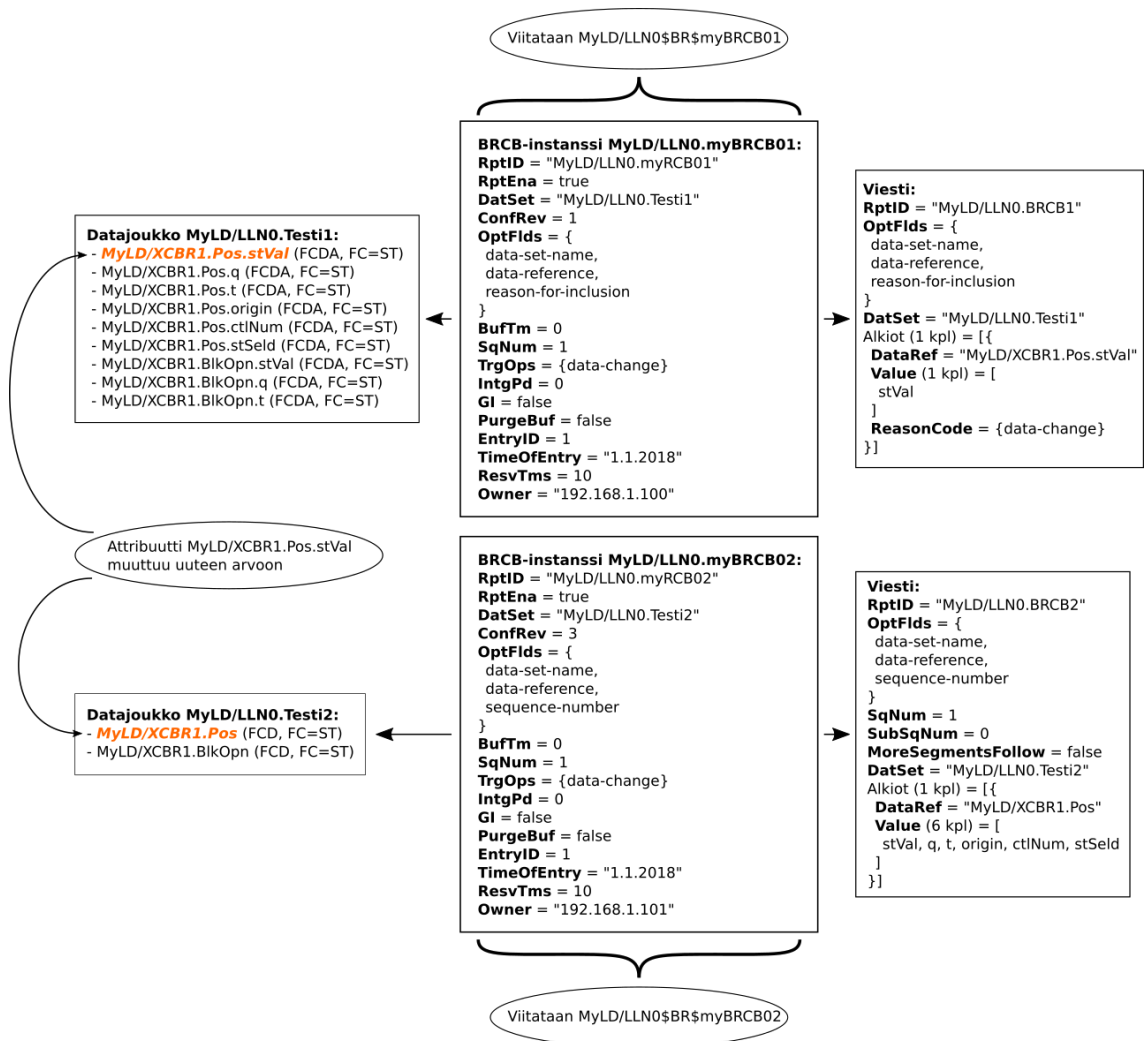 Viitataan MyLD/LLN0$BR$myBRCB01
BRCB-instanssi MyLD/LLN0.myBRCB01:
RptID = "MyLD/LLN0.myRCB01"
RptEna = true
DatSet = "MyLD/LLN0.Testi1"
ConfRev = 1
OptFlds = {
data-set-name,
data-reference,
reason-for-inclusion
}
BufTm = 0
SqNum = 1
TrgOps = {data-change}
IntgPd = 0
GI = false
PurgeBuf = false
EntryID = 1
TimeOfEntry = "1.1.2018"
ResvTms = 10
Owner = "192.168.1.100"
Datajoukko MyLD/LLN0.Testi1:
- MyLD/XCBR1.Pos.stVal (FCDA, FC=ST)
- MyLD/XCBR1.Pos.q (FCDA, FC=ST)
- MyLD/XCBR1.Pos.t (FCDA, FC=ST)
- MyLD/XCBR1.Pos.origin (FCDA, FC=ST)
- MyLD/XCBR1.Pos.ctlNum (FCDA, FC=ST)
- MyLD/XCBR1.Pos.stSeld (FCDA, FC=ST)
- MyLD/XCBR1.BlkOpn.stVal (FCDA, FC=ST)
- MyLD/XCBR1.BlkOpn.q (FCDA, FC=ST)
- MyLD/XCBR1.BlkOpn.t (FCDA, FC=ST)
Viesti:
RptID = "MyLD/LLN0.BRCB1"
OptFlds = {
data-set-name,
data-reference,
reason-for-inclusion
}
DatSet = "MyLD/LLN0.Testi1"
Alkiot (1 kpl) = [{
DataRef = "MyLD/XCBR1.Pos.stVal"
Value (1 kpl) = [
stVal
]
ReasonCode = {data-change}
}]
Attribuutti MyLD/XCBR1.Pos.stVal
muuttuu uuteen arvoon
BRCB-instanssi MyLD/LLN0.myBRCB02:
RptID = "MyLD/LLN0.myRCB02"
RptEna = true
DatSet = "MyLD/LLN0.Testi2"
ConfRev = 3
OptFlds = {
data-set-name,
data-reference,
sequence-number
}
BufTm = 0
SqNum = 1
TrgOps = {data-change}
IntgPd = 0
GI = false
PurgeBuf = false
EntryID = 1
TimeOfEntry = "1.1.2018"
ResvTms = 10
Owner = "192.168.1.101"
Datajoukko MyLD/LLN0.Testi2:
- MyLD/XCBR1.Pos (FCD, FC=ST)
- MyLD/XCBR1.BlkOpn (FCD, FC=ST)
Viesti:
RptID = "MyLD/LLN0.BRCB2"
OptFlds = {
data-set-name,
data-reference,
sequence-number
}
SqNum = 1
SubSqNum = 0
MoreSegmentsFollow = false
DatSet = "MyLD/LLN0.Testi2"
Alkiot (1 kpl) = [{
DataRef = "MyLD/XCBR1.Pos"
Value (6 kpl) = [
stVal, q, t, origin, ctlNum, stSeld
]
}]
Viitataan MyLD/LLN0$BR$myBRCB02